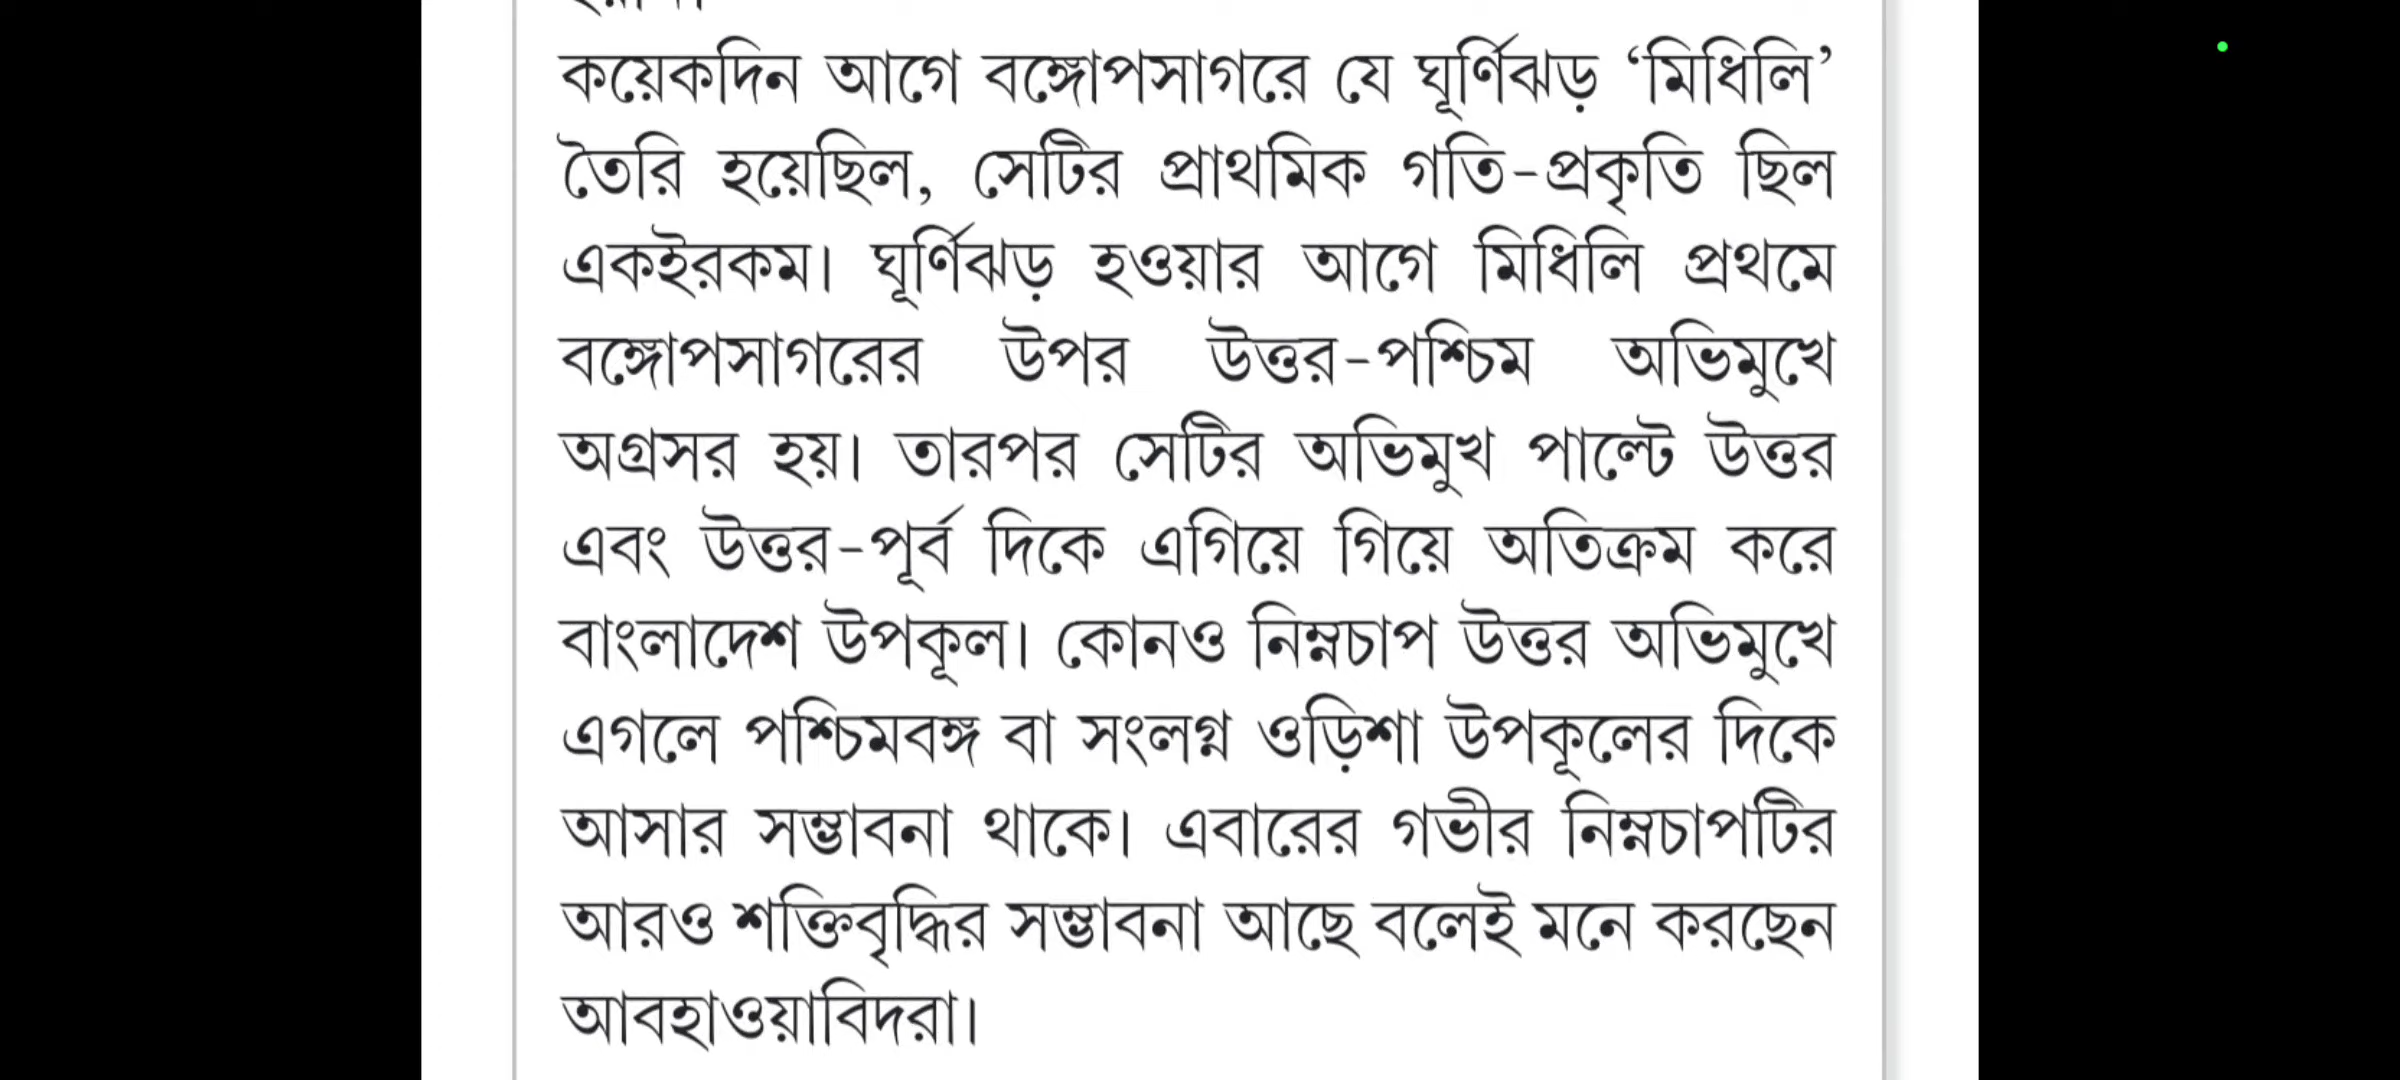 কয়েকদিন আগে বঙ্গোপসাগরে যে ঘূর্ণিঝড় ‘মিধিলি’
তৈরি হয়েছিল, সেটির প্রাথমিক গতি-প্রকৃতি ছিল
একইরকম। ঘূর্ণিঝড় হওয়ার আগে মিধিলি প্রথমে
বঙ্গোপসাগরের উপর উত্তর-পশ্চিম অভিমুখে
অগ্রসর হয়। তারপর সেটির অভিমুখ পাল্টে উত্তর
এবং উত্তর-পূর্ব দিকে এগিয়ে গিয়ে অতিক্রম করে
বাংলাদেশ উপকূল। কোনও নিম্নচাপ উত্তর অভিমুখে
এগলে পশ্চিমবঙ্গ বা সংলগ্ন ওড়িশা উপকূলের দিকে
আসার সম্ভাবনা থাকে। এবারের গভীর নিম্নচাপটির
আরও শক্তিবৃদ্ধির সম্ভাবনা আছে বলেই মনে করছেন
আবহাওয়াবিদরা।